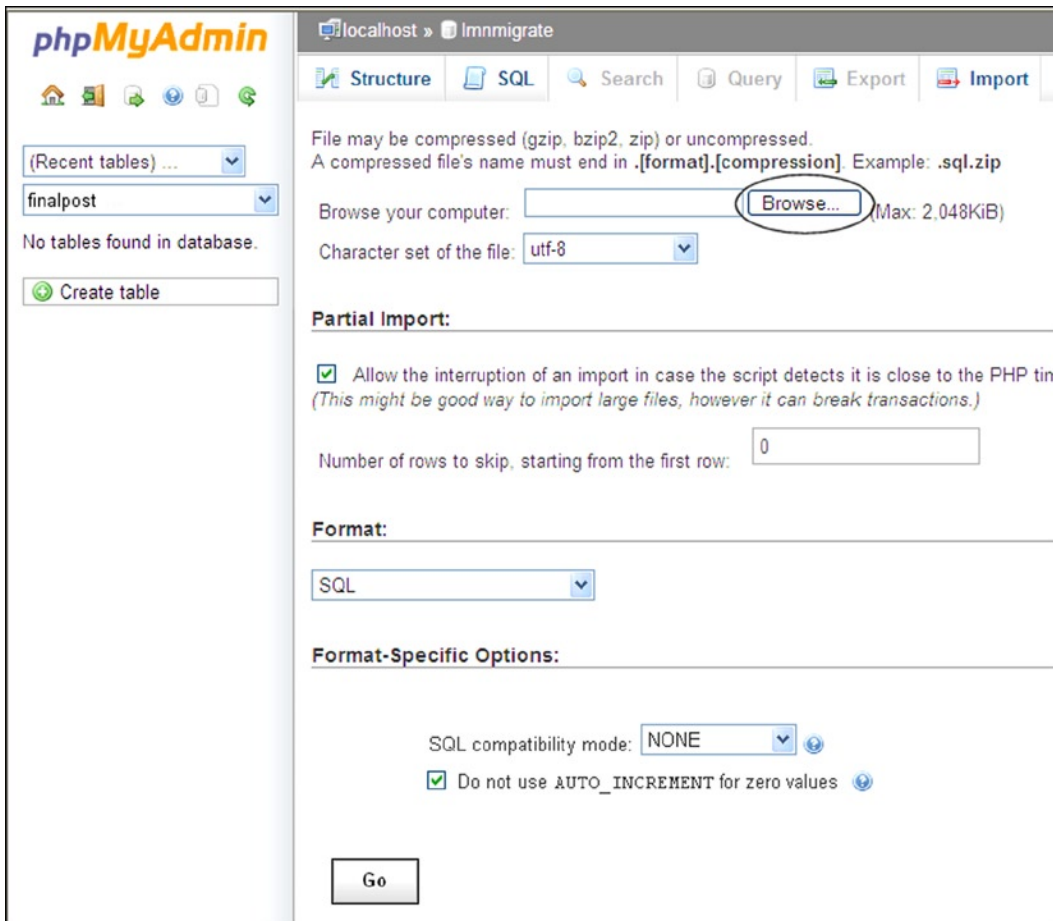 phpMyAdmin
(Recent tables) ...
finalpost
No tables found in database.
Create table
localhost » lmnmigrate
Structure SQL Search Query Export Import
File may be compressed (gzip, bzip2, zip) or uncompressed.
A compressed file's name must end in .[format].[compression]. Example: .sql.zip
Browse your computer: Browse... (Max: 2,048KiB)
Character set of the file: utf-8
Partial Import:
Allow the interruption of an import in case the script detects it is close to the PHP
(This might be good way to import large files, however it can break transactions.)
Number of rows to skip, starting from the first row: 0
Format:
SQL
Format-Specific Options:
SQL compatibility mode: NONE
Do not use AUTO_INCREMENT for zero values
Go